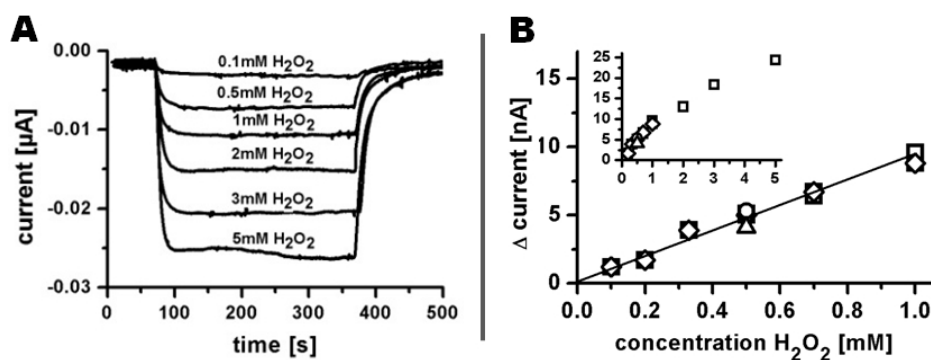 A
0.00
-0.01
-0.02
-0.03
current [µA]
0.1mM H₂O₂
0.5mM H₂O₂
1mM H₂O₂
2mM H₂O₂
3mM H₂O₂
5mM H₂O₂
0 100 200 300 400 500
time [s]
B
15
10
5
0
Δ current [nA]
25
20
15
10
5
0
0 1 2 3 4 5
0.0 0.2 0.4 0.6 0.8 1.0
concentration H₂O₂ [mM]